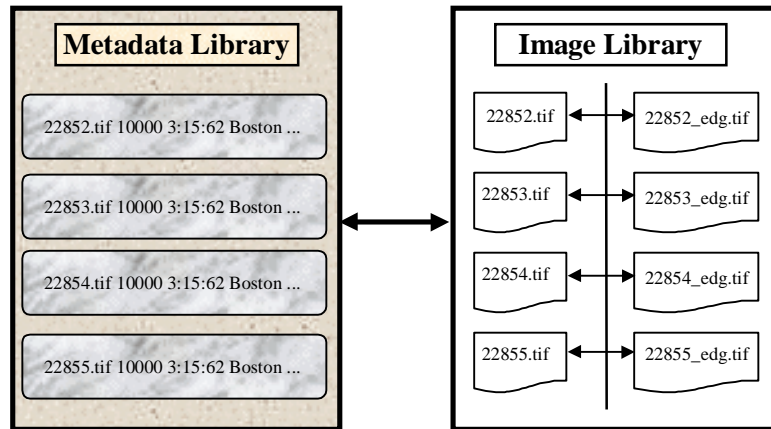 Metadata Library
22852.tif 10000 3:15:62 Boston ...
22853.tif 10000 3:15:62 Boston ...
22854.tif 10000 3:15:62 Boston ...
22855.tif 10000 3:15:62 Boston ...
Image Library
22852.tif 22852_edg.tif
22853.tif 22853_edg.tif
22854.tif 22854_edg.tif
22855.tif 22855_edg.tif